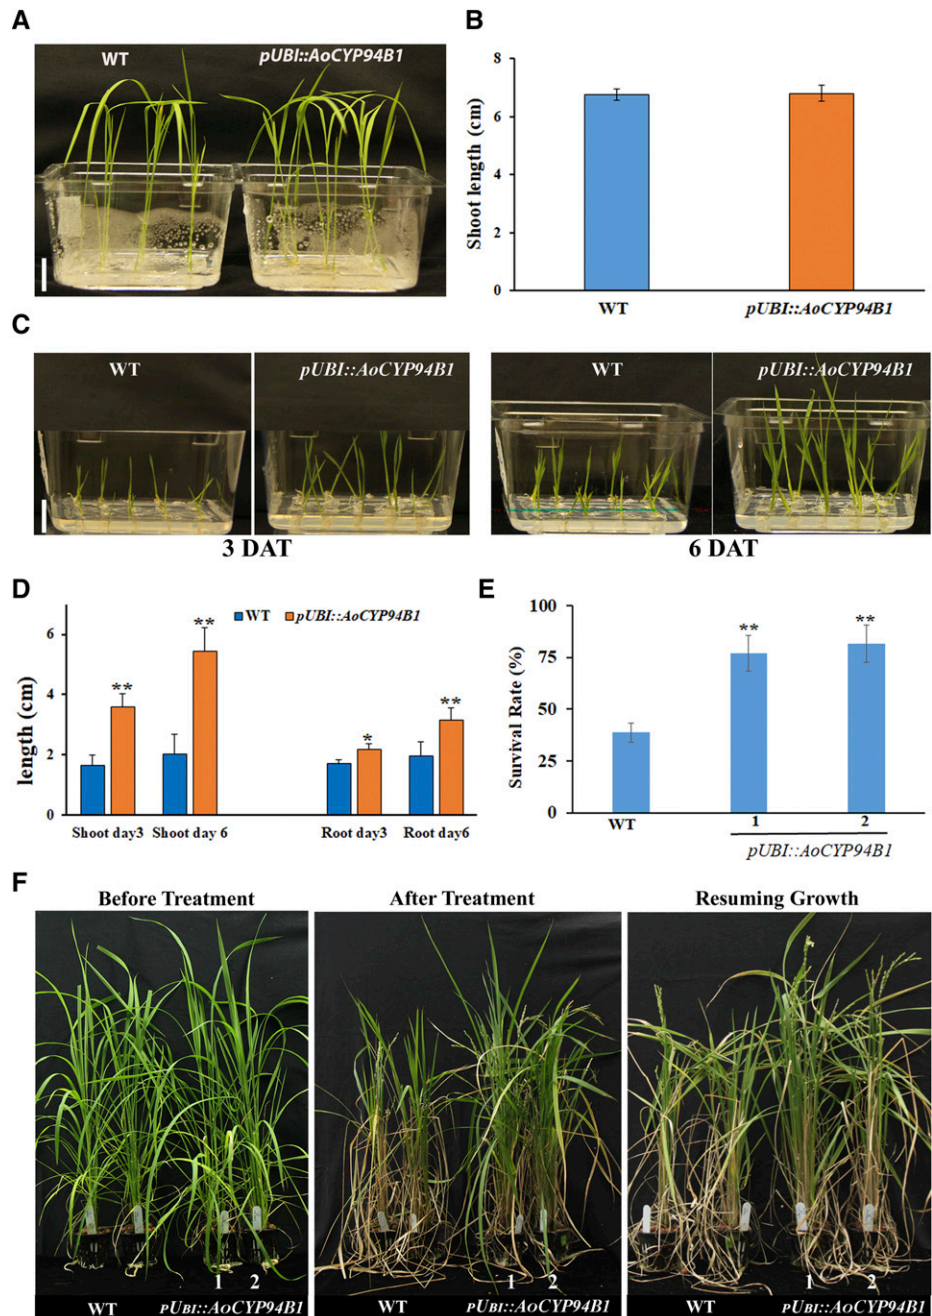 A
WT
pUBI::AoCYP94B1
B
Shoot length (cm)
8
6
4
2
0
WT
pUBI::AoCYP94B1
C
WT
pUBI::AoCYP94B1
WT
pUBI::AoCYP94B1
3 DAT
6 DAT
D
length (cm)
6
4
2
0
WT
pUBI::AoCYP94B1
**
**
*
**
Shoot day3
Shoot day 6
Root day3
Root day6
E
Survival Rate (%)
100
75
50
25
0
**
**
WT
1
2
pUBI::AoCYP94B1
F
Before Treatment
After Treatment
Resuming Growth
1 2
WT
pUBI::AoCYP94B1
1 2
WT
pUBI::AoCYP94B1
1 2
WT
pUBI::AoCYP94B1